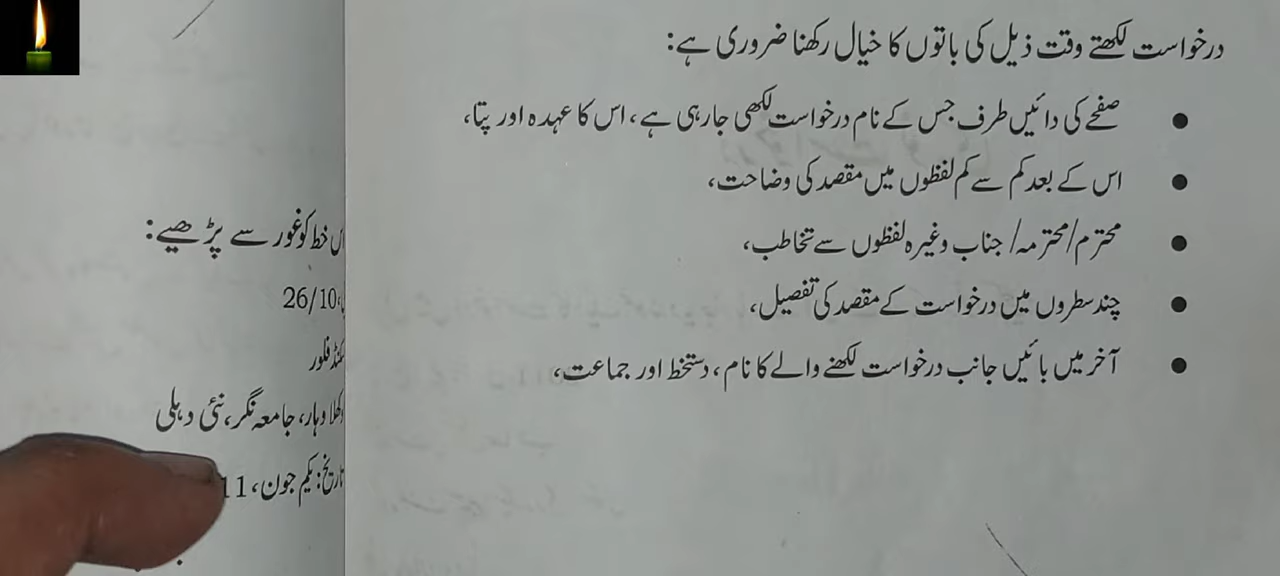 درخواست لکھتے وقت ذیل کی باتوں کا خیال رکھنا ضروری ہے:
● صفحے کی دائیں طرف جس کے نام درخواست لکھی جارہی ہے، اس کا عہدہ اور پتا،
● اس کے بعد کم سے کم لفظوں میں مقصد کی وضاحت،
● محترم/محترمہ/ جناب وغیرہ لفظوں سے تخاطب،
● چند سطروں میں درخواست کے مقصد کی تفصیل،
● آخر میں بائیں جانب درخواست لکھنے والے کا نام، دستخط اور جماعت،
اس خط کو غور سے پڑھیے:
26/10
فلور
اوکھلا وہار، جامعہ نگر، نئی دہلی
تاریخ: یکم جون، 11